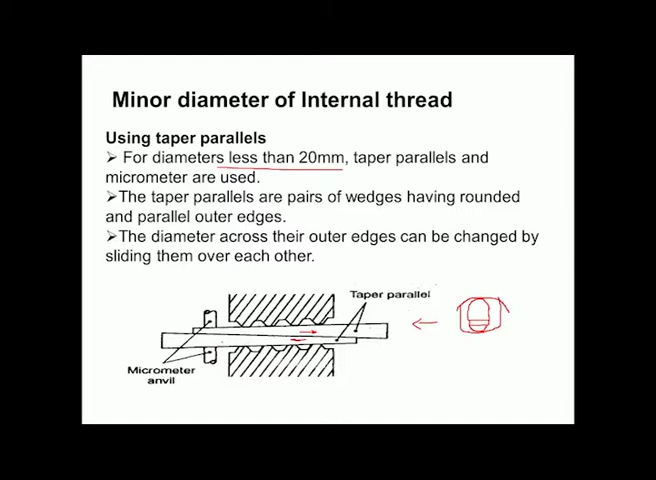 Minor diameter of Internal thread
Using taper parallels
➢ For diameters less than 20mm, taper parallels and
micrometer are used.
➢The taper parallels are pairs of wedges having rounded
and parallel outer edges.
➢The diameter across their outer edges can be changed by
sliding them over each other.
Taper parallel
Micrometer
anvil